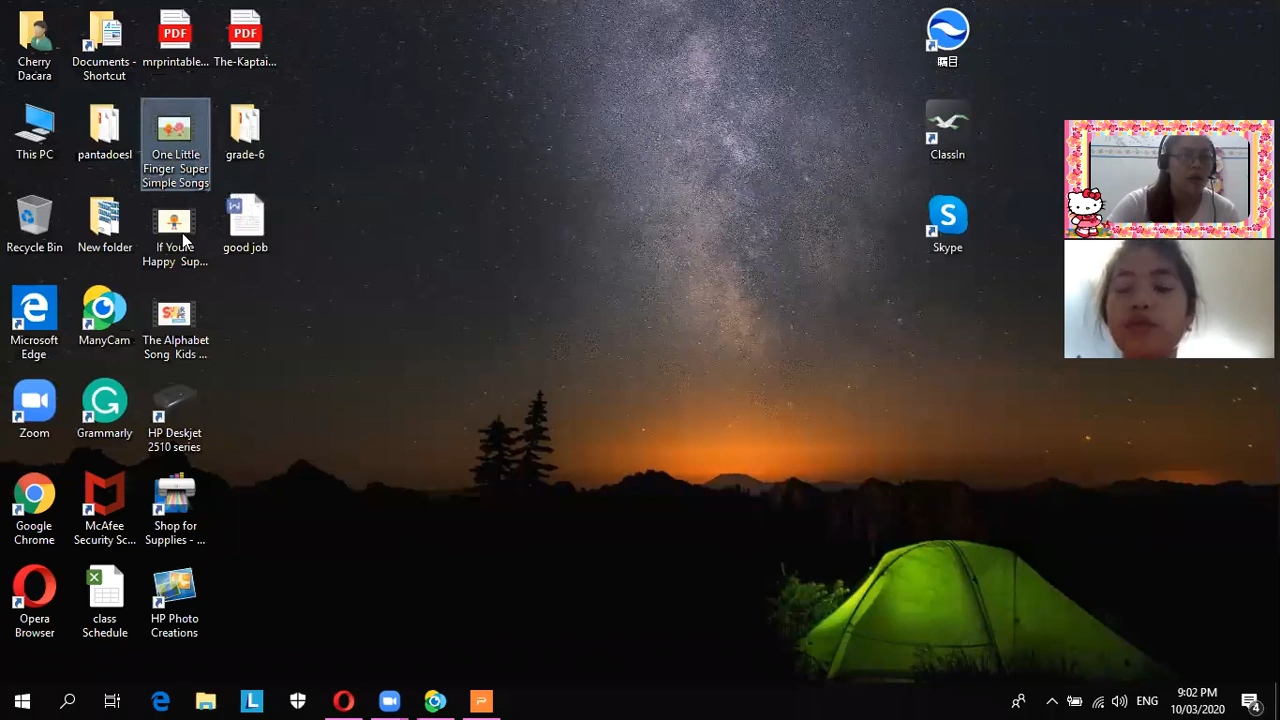 Cherry
Dacara
Documents -
Shortcut
PDF
mrprintable...
PDF
The-Kaptai...
This PC
pantadoesl
One Little
Finger Super
Simple Songs
grade-6
Recycle Bin
New folder
If You're
Happy Sup...
good job
Microsoft
Edge
ManyCam
The Alphabet
Song Kids ...
HP Deskjet
2510 series
Zoom
Grammarly
Google
Chrome
McAfee
Security Sc...
Shop for
Supplies - ...
Opera
Browser
class
Schedule
HP Photo
Creations
ClassIn
Skype
ENG
9:02 PM
10/03/2020
4